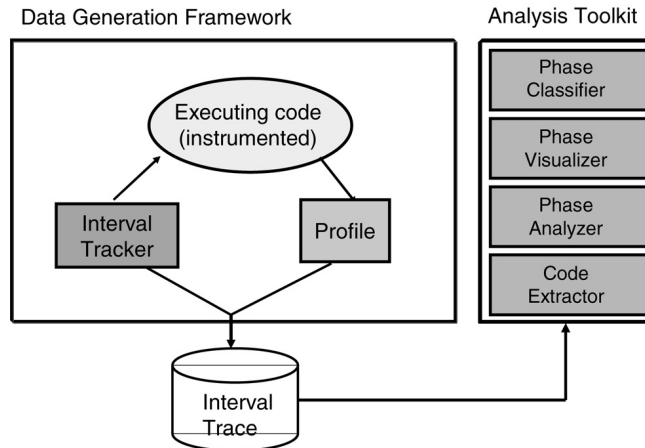 Data Generation Framework
Executing code
(instrumented)
Interval
Tracker
Profile
Interval
Trace
Analysis Toolkit
Phase
Classifier
Phase
Visualizer
Phase
Analyzer
Code
Extractor